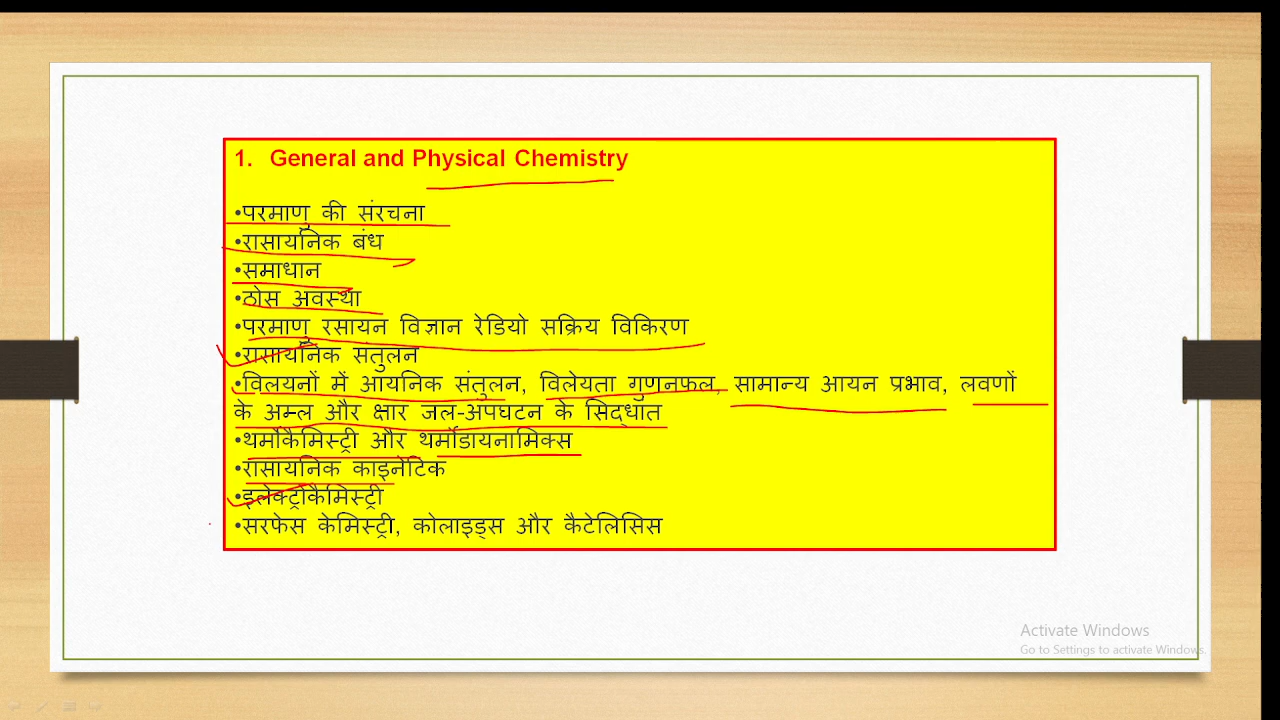 1. General and Physical Chemistry
•परमाणु की संरचना
•रासायनिक बंध
•समाधान
•ठोस अवस्था
•परमाणु रसायन विज्ञान रेडियो सक्रिय विकिरण
•रासायनिक संतुलन
•विलयनों में आयनिक संतुलन, विलेयता गुणनफल, सामान्य आयन प्रभाव, लवणों
के अम्ल और क्षार जल-अपघटन के सिद्धांत
•थर्मोकैमिस्ट्री और थर्मोडायनामिक्स
•रासायनिक काइनेटिक
•इलेक्ट्रोकैमिस्ट्री
•सरफेस केमिस्ट्री, कोलाइड्स और कैटेलिसिस
Activate Windows
Go to Settings to activate Windows.